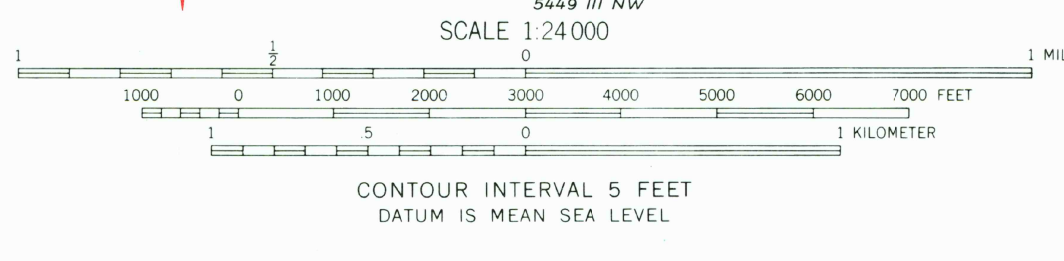 5449 III NW
SCALE 1:24 000
1 1/2 0 1 MIL
1000 0 1000 2000 3000 4000 5000 6000 7000 FEET
1 .5 0 1 KILOMETER
CONTOUR INTERVAL 5 FEET
DATUM IS MEAN SEA LEVEL